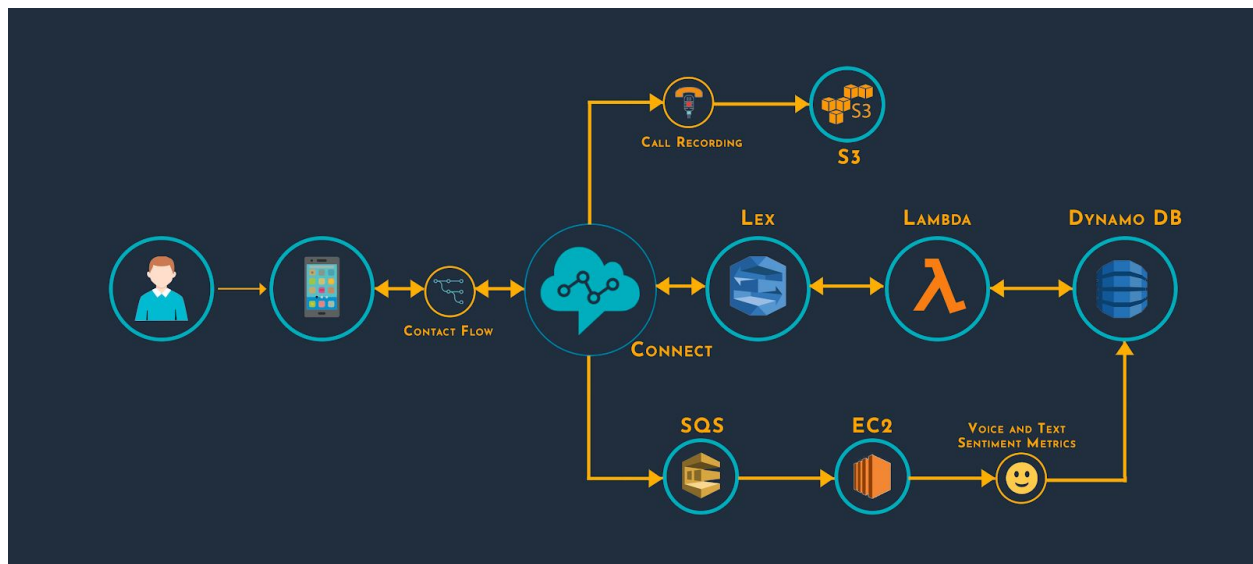 S3
Call Recording
S3
Lex
Lambda
Dynamo DB
Contact Flow
Connect
SQS
EC2
Voice and Text
Sentiment Metrics